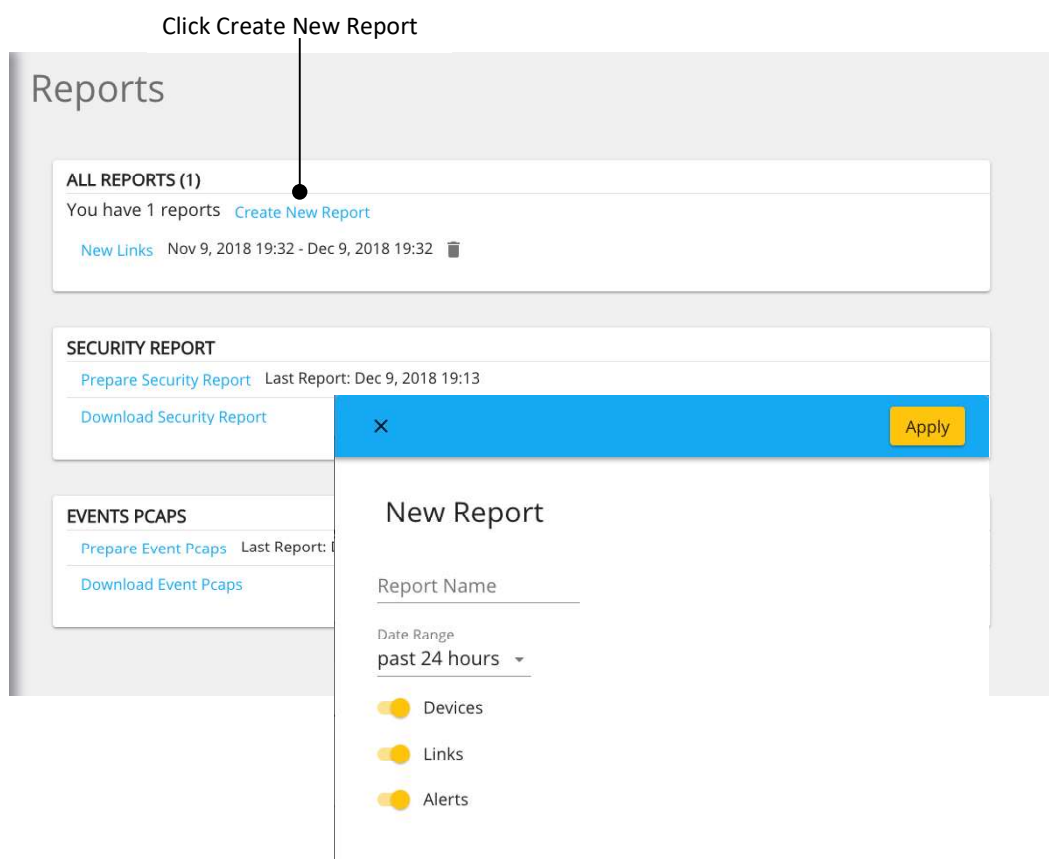 Click Create New Report
Reports
ALL REPORTS (1)
You have 1 reports Create New Report
New Links Nov 9, 2018 19:32 - Dec 9, 2018 19:32
SECURITY REPORT
Prepare Security Report Last Report: Dec 9, 2018 19:13
Download Security Report
EVENTS PCAPS
Prepare Event Pcaps Last Report:
Download Event Pcaps
Apply
New Report
Report Name
Date Range
past 24 hours
Devices
Links
Alerts